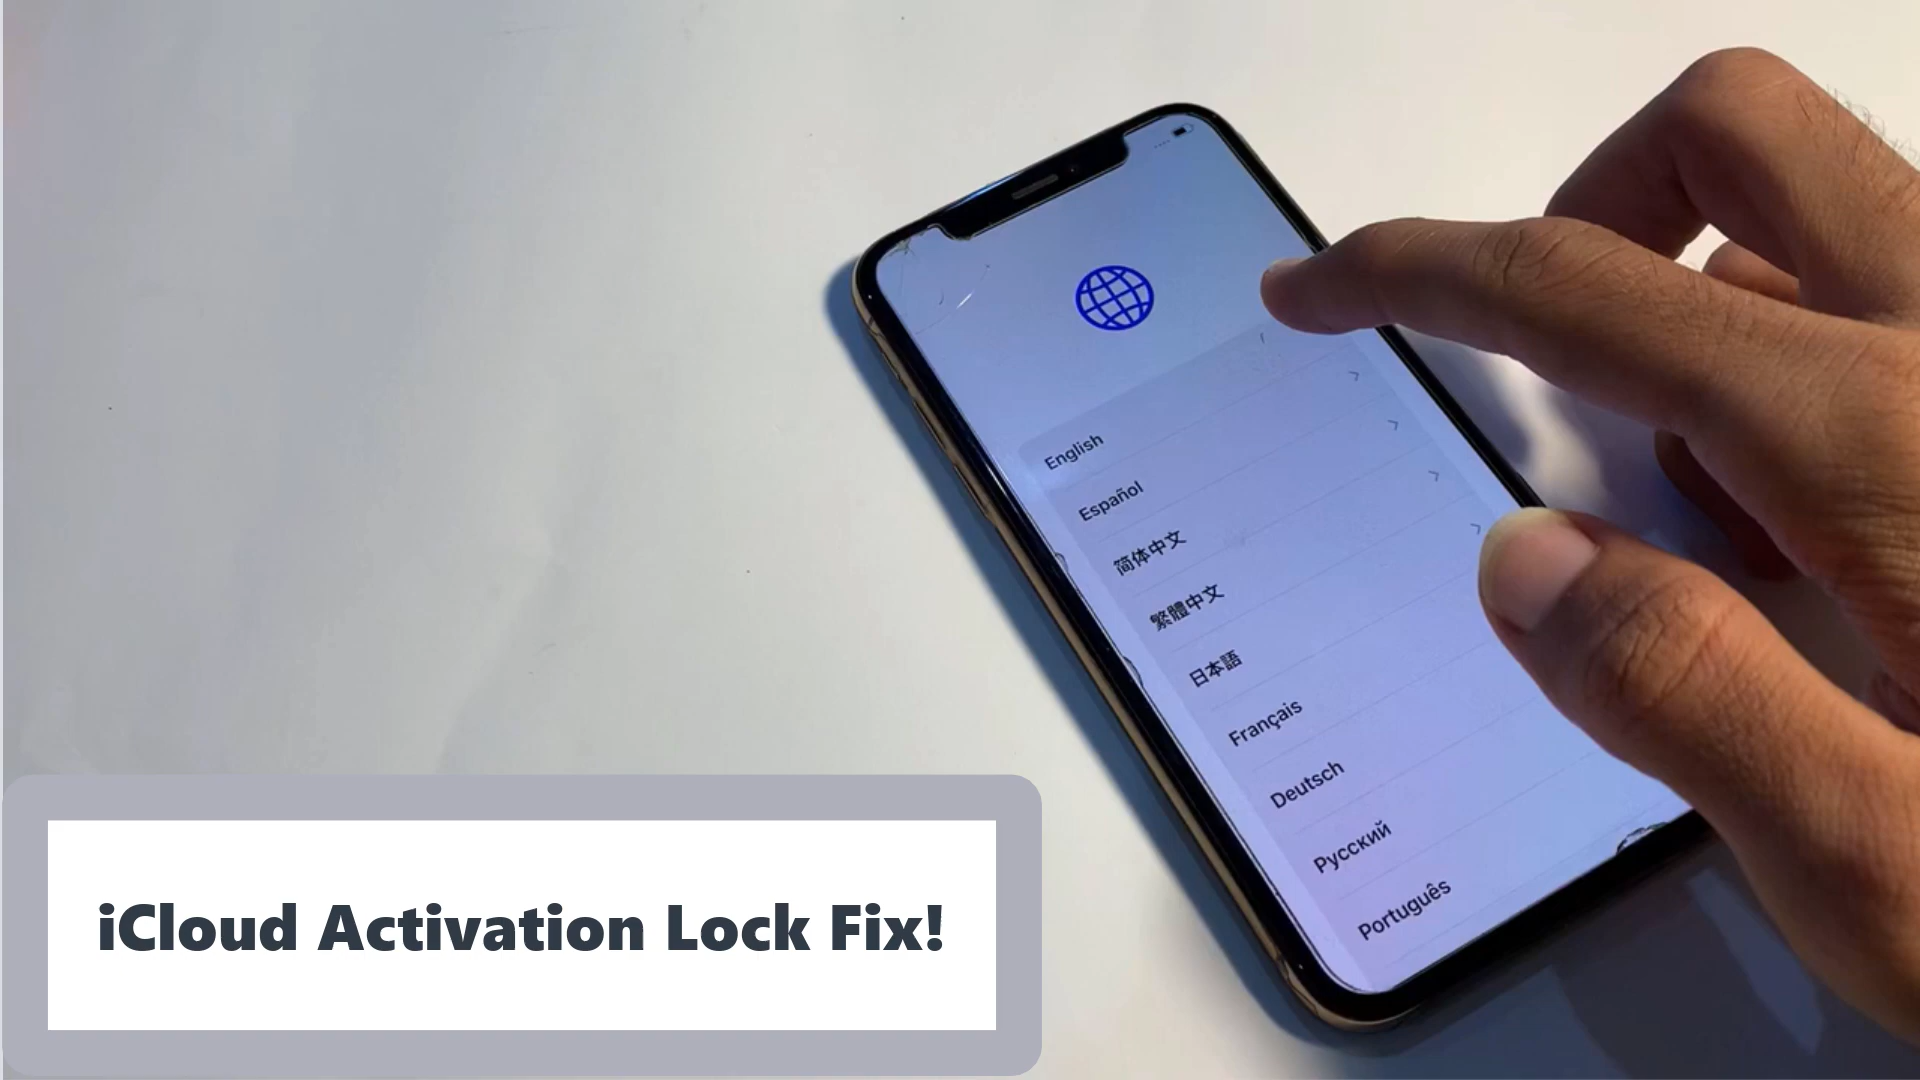 English
Español
简体中文
繁體中文
日本語
Français
Deutsch
Русский
Português
iCloud Activation Lock Fix!